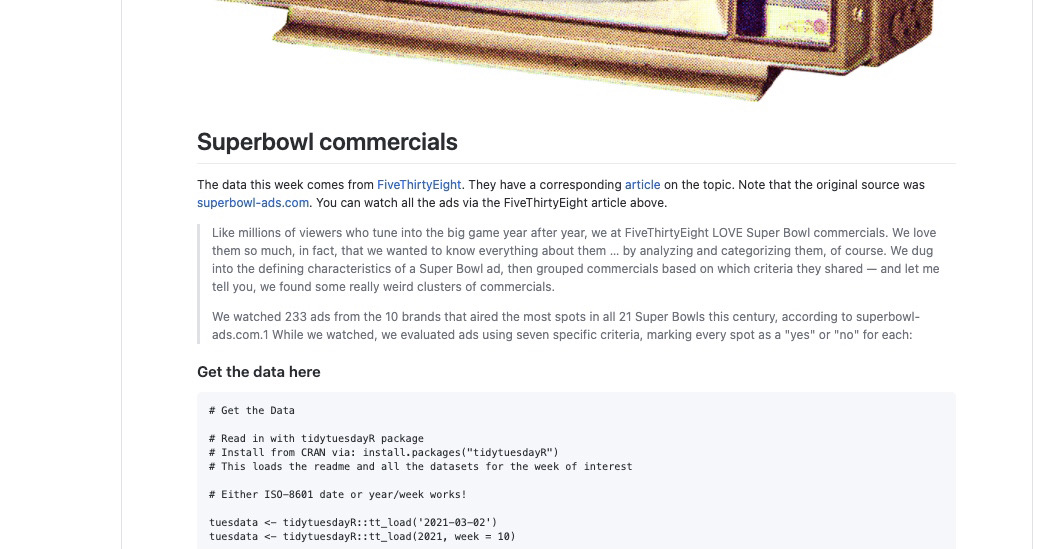 Superbowl commercials
The data this week comes from FiveThirtyEight. They have a corresponding article on the topic. Note that the original source was
superbowl-ads.com. You can watch all the ads via the FiveThirtyEight article above.
Like millions of viewers who tune into the big game year after year, we at FiveThirtyEight LOVE Super Bowl commercials. We love
them so much, in fact, that we wanted to know everything about them ... by analyzing and categorizing them, of course. We dug
into the defining characteristics of a Super Bowl ad, then grouped commercials based on which criteria they shared — and let me
tell you, we found some really weird clusters of commercials.
We watched 233 ads from the 10 brands that aired the most spots in all 21 Super Bowls this century, according to superbowl-
ads.com.1 While we watched, we evaluated ads using seven specific criteria, marking every spot as a "yes" or "no" for each:
Get the data here
# Get the Data
# Read in with tidytuesdayR package
# Install from CRAN via: install.packages("tidytuesdayR")
# This loads the readme and all the datasets for the week of interest
# Either ISO-8601 date or year/week works!
tuesdata <- tidytuesdayR::tt_load('2021-03-02')
tuesdata <- tidytuesdayR::tt_load(2021, week = 10)